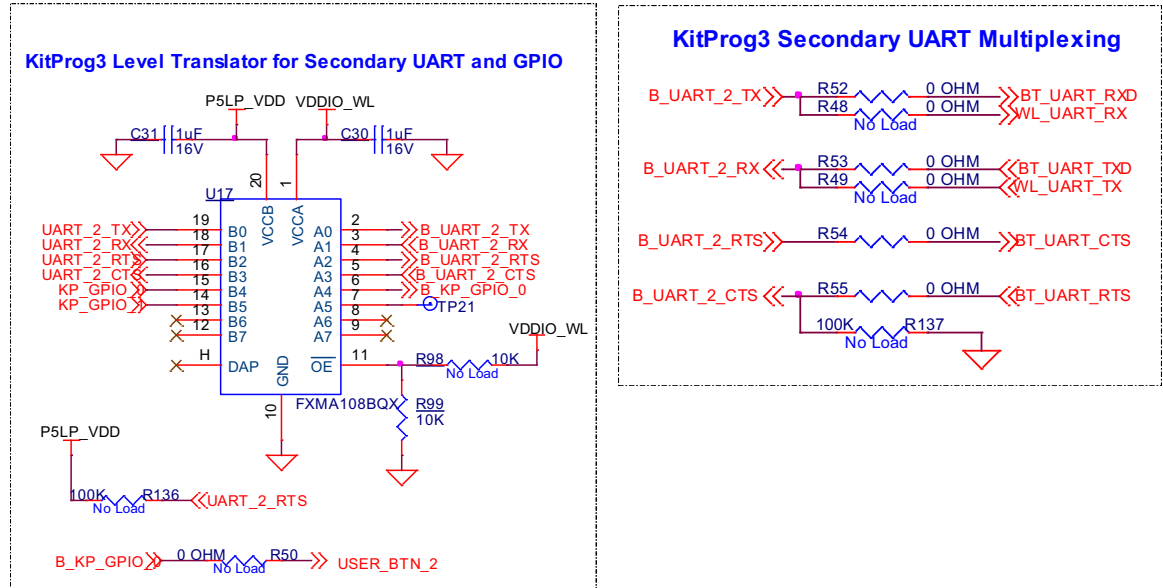 KitProg3 Level Translator for Secondary UART and GPIO
P5LP_VDD VDDIO_WL
C31 1uF
16V
C30 1uF
16V
U17
20 1
VCCB VCCA
UART_2_TX 19 B0 A0 2 B_UART_2_TX
UART_2_RX 18 B1 A1 3 B_UART_2_RX
UART_2_RTS 17 B2 A2 4 B_UART_2_RTS
UART_2_CTS 16 B3 A3 5 B_UART_2_CTS
KP_GPIO_0 15 B4 A4 6 B_KP_GPIO_0
KP_GPIO_ 14 B5 A5 7 TP21
13 B6 A6 8
12 B7 A7 9
VDDIO_WL
H DAP GND OE 11 R98 10K
No Load
10
FXMA108BQX
R99
10K
P5LP_VDD
100K R136 UART_2_RTS
No Load
B_KP_GPIO_0 0 OHM R50 USER_BTN_2
No Load
KitProg3 Secondary UART Multiplexing
B_UART_2_TX R52 0 OHM BT_UART_RXD
R48 0 OHM WL_UART_RX
No Load
B_UART_2_RX R53 0 OHM BT_UART_TXD
R49 0 OHM WL_UART_TX
No Load
B_UART_2_RTS R54 0 OHM BT_UART_CTS
B_UART_2_CTS R55 0 OHM BT_UART_RTS
100K R137
No Load